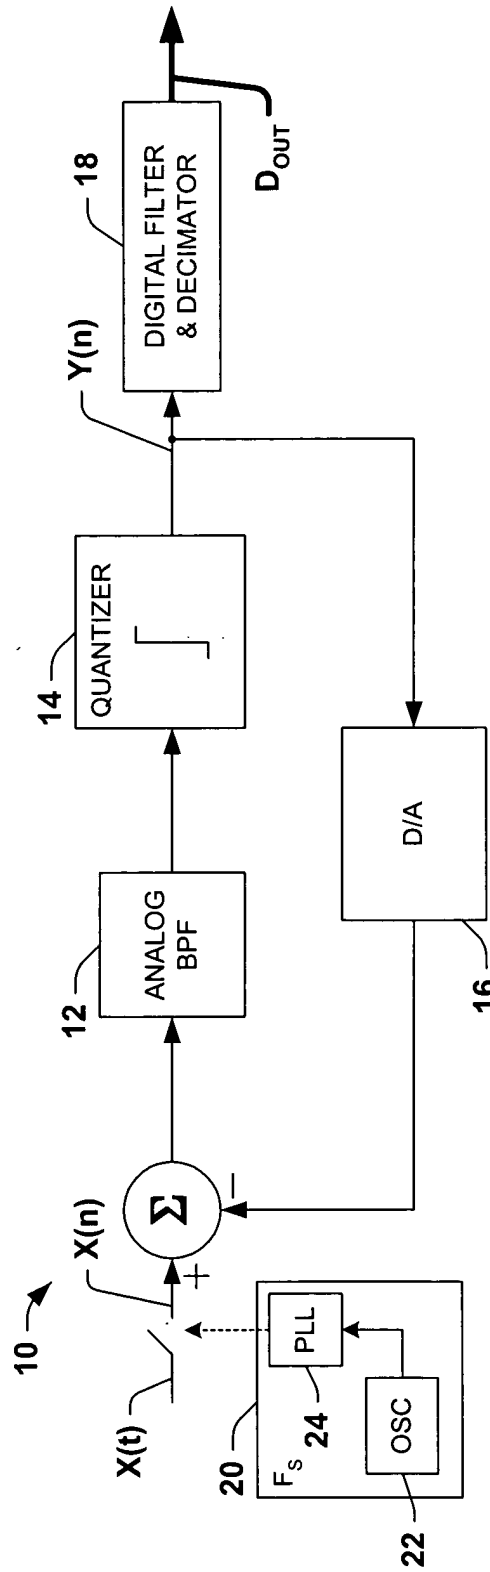 10
X(t)
X(n)
+
−
Σ
12
ANALOG
BPF
14
QUANTIZER
Y(n)
18
DIGITAL FILTER
& DECIMATOR
D_OUT
D/A
16
20
F_S
PLL
24
OSC
22